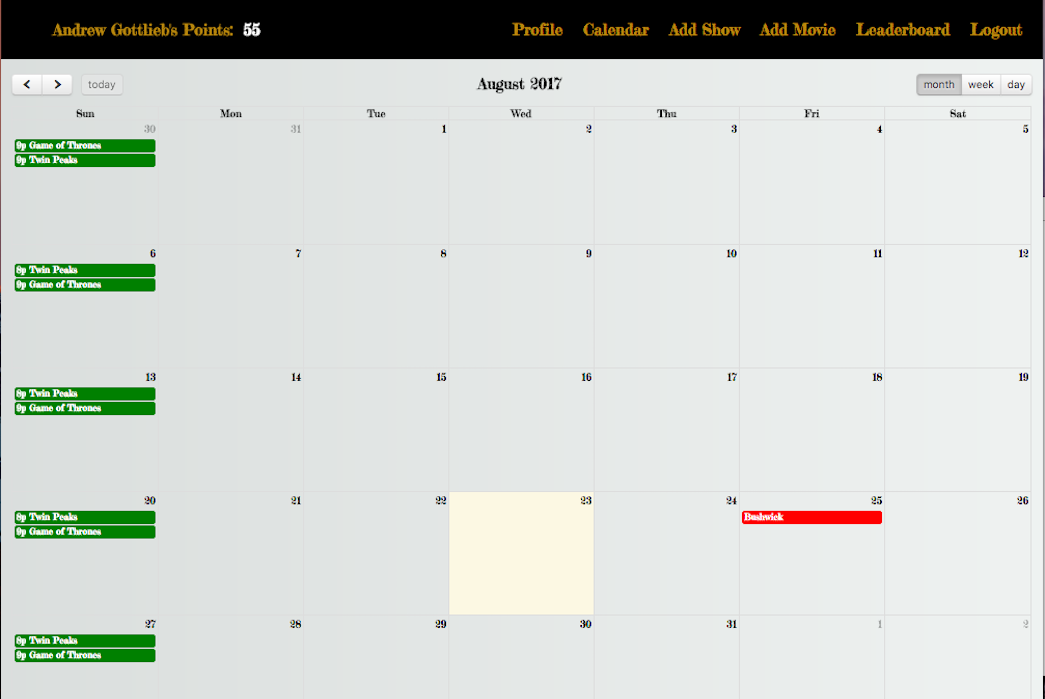 Andrew Gottlieb's Points: 55 Profile Calendar Add Show Add Movie Leaderboard Logout
today August 2017 month week day
Sun Mon Tue Wed Thu Fri Sat
30 31 1 2 3 4 5
9p Game of Thrones
9p Twin Peaks
6 7 8 9 10 11 12
8p Twin Peaks
9p Game of Thrones
13 14 15 16 17 18 19
8p Twin Peaks
9p Game of Thrones
20 21 22 23 24 25 26
8p Twin Peaks Bushwick
9p Game of Thrones
27 28 29 30 31 1 2
8p Twin Peaks
9p Game of Thrones